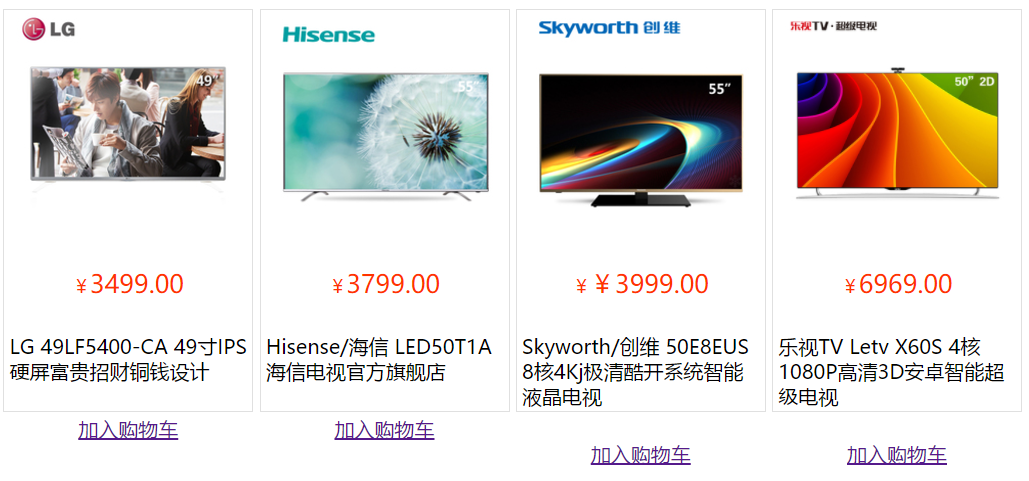 LG
49"
¥3499.00
LG 49LF5400-CA 49寸IPS
硬屏富贵招财铜钱设计
加入购物车
Hisense
55"
¥3799.00
Hisense/海信 LED50T1A
海信电视官方旗舰店
加入购物车
Skyworth 创维
55"
¥ ¥3999.00
Skyworth/创维 50E8EUS
8核4Kj极清酷开系统智能
液晶电视
加入购物车
乐视TV·超级电视
50" 2D
¥6969.00
乐视TV Letv X60S 4核
1080P高清3D安卓智能超
级电视
加入购物车